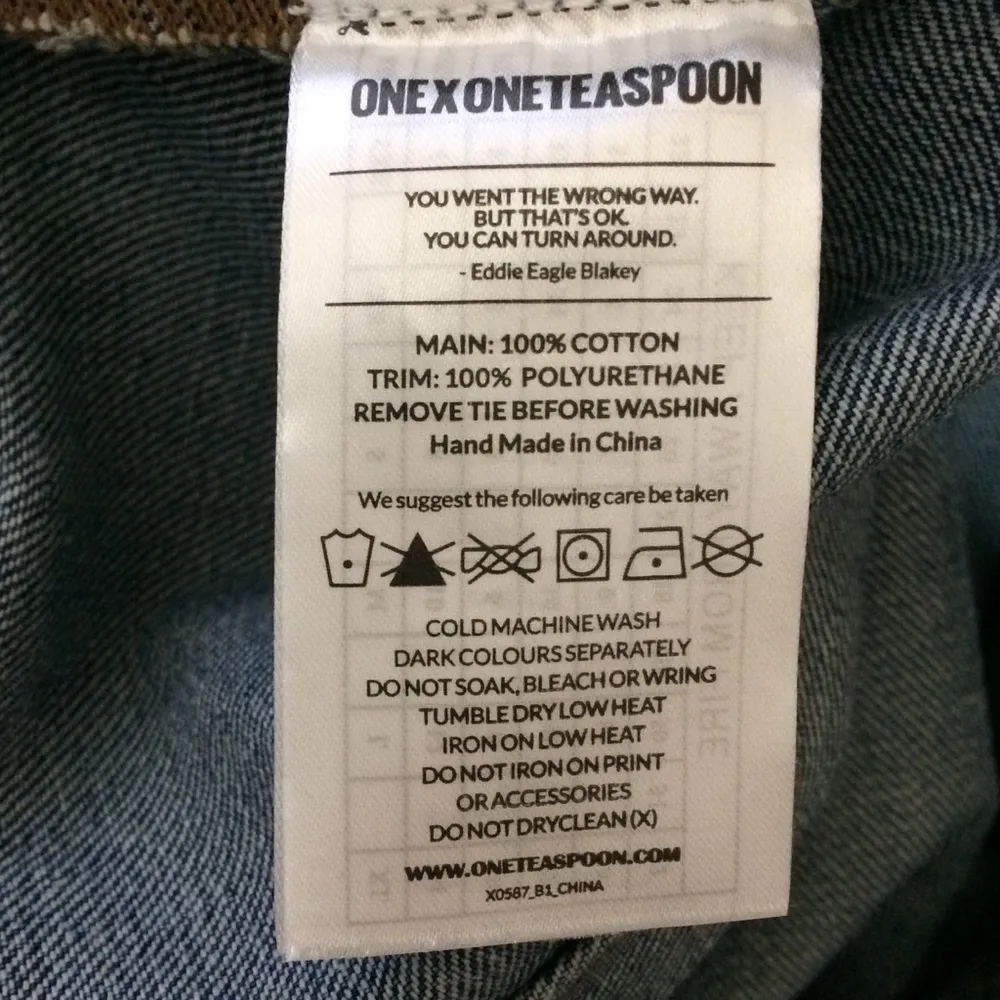 ONEXONETEASPOON
YOU WENT THE WRONG WAY.
BUT THAT'S OK.
YOU CAN TURN AROUND.
- Eddie Eagle Blakey
MAIN: 100% COTTON
TRIM: 100% POLYURETHANE
REMOVE TIE BEFORE WASHING
Hand Made in China
We suggest the following care be taken
COLD MACHINE WASH
DARK COLOURS SEPARATELY
DO NOT SOAK, BLEACH OR WRING
TUMBLE DRY LOW HEAT
IRON ON LOW HEAT
DO NOT IRON ON PRINT
OR ACCESSORIES
DO NOT DRYCLEAN (X)
WWW.ONETEASPOON.COM
X0587_B1_CHINA